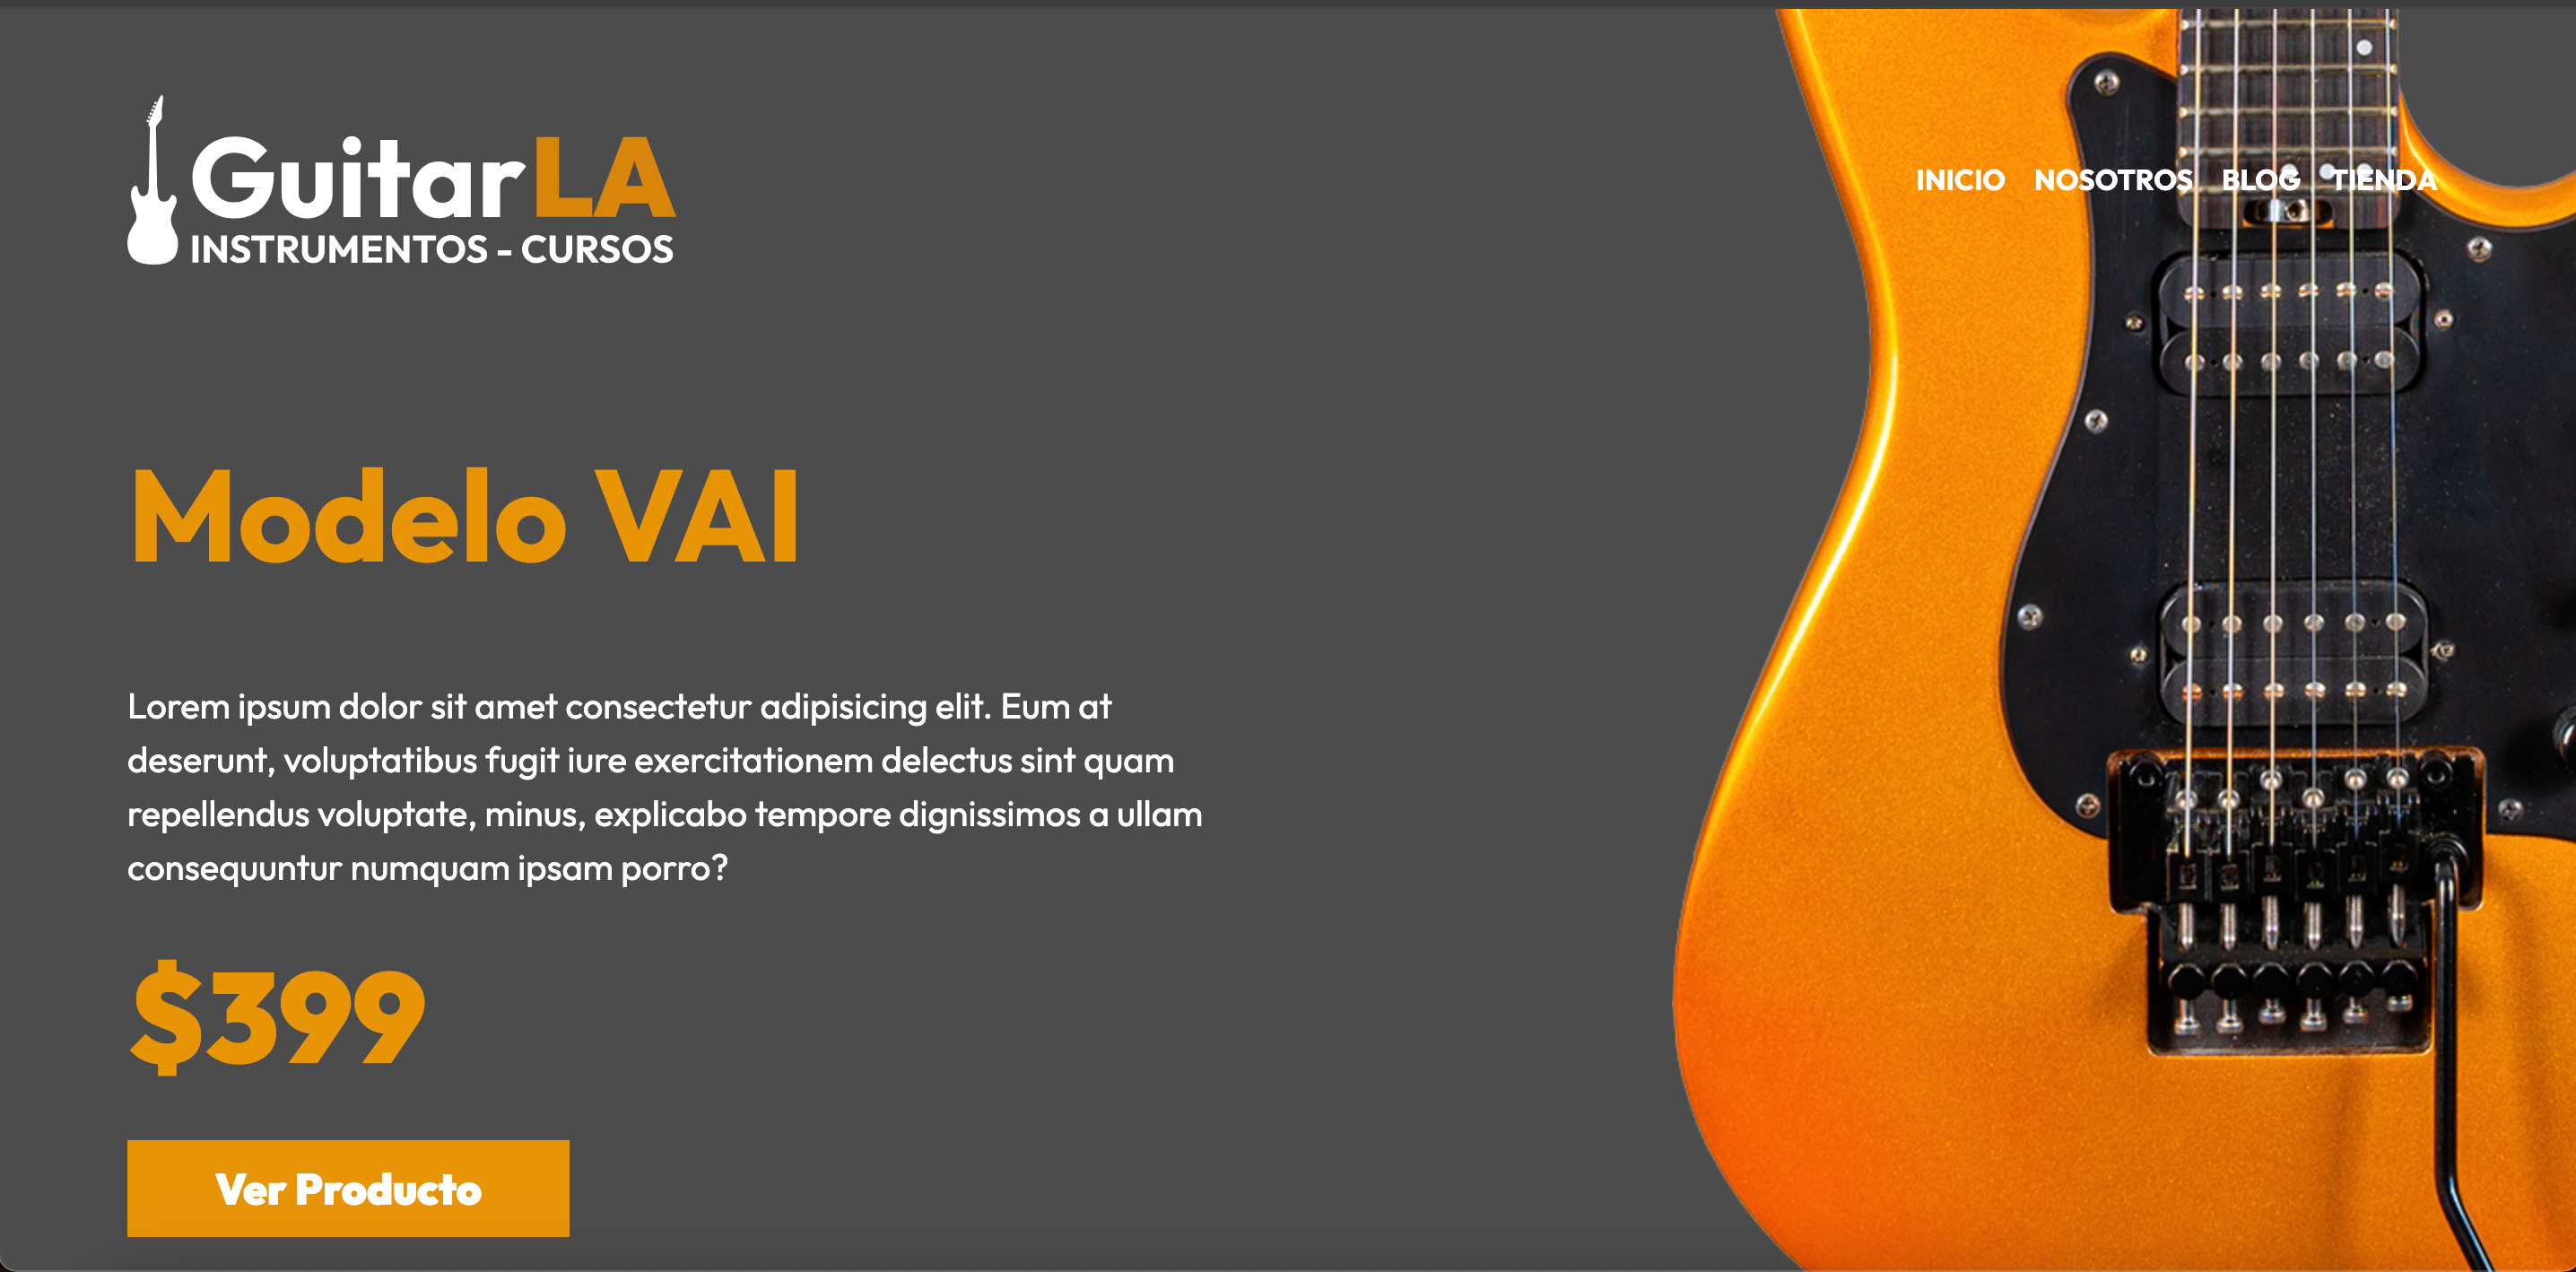 GuitarLA
INSTRUMENTOS - CURSOS
INICIO NOSOTROS BLOG TIENDA
Modelo VAI
Lorem ipsum dolor sit amet consectetur adipisicing elit. Eum at
deserunt, voluptatibus fugit iure exercitationem delectus sint quam
repellendus voluptate, minus, explicabo tempore dignissimos a ullam
consequuntur numquam ipsam porro?
$399
Ver Producto